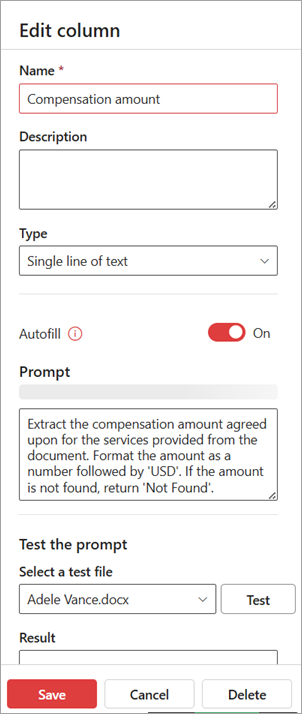 Edit column
Name *
Compensation amount
Description
Type
Single line of text
Autofill
On
Prompt
Extract the compensation amount agreed
upon for the services provided from the
document. Format the amount as a
number followed by 'USD'. If the amount
is not found, return 'Not Found'.
Test the prompt
Select a test file
Adele Vance.docx
Test
Result
Save
Cancel
Delete